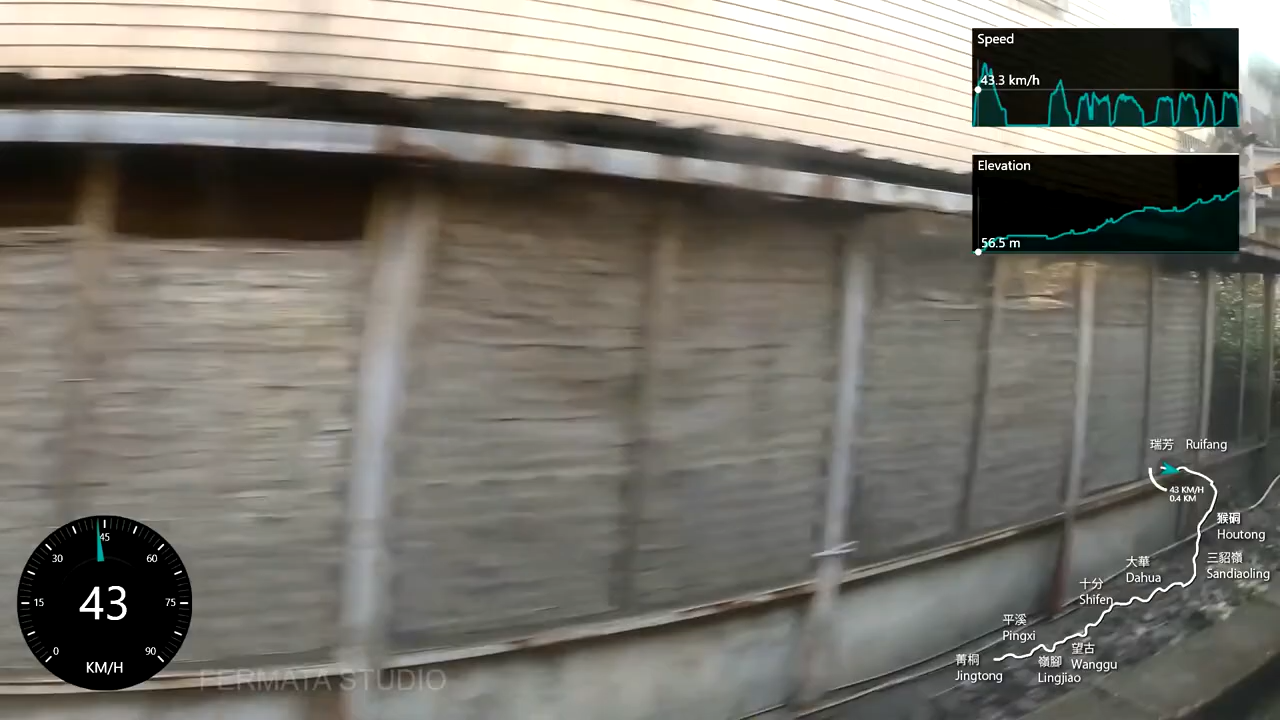 Speed
43.3 km/h
Elevation
56.5 m
瑞芳 Ruifang
43 KM/H
0.4 KM
猴硐
Houtong
三貂嶺
Sandiaoling
大華
Dahua
十分
Shifen
平溪
Pingxi
望古
Wanggu
嶺腳
Lingjiao
菁桐
Jingtong
0
15
30
45
60
75
90
43
KM/H
FERMATA STUDIO